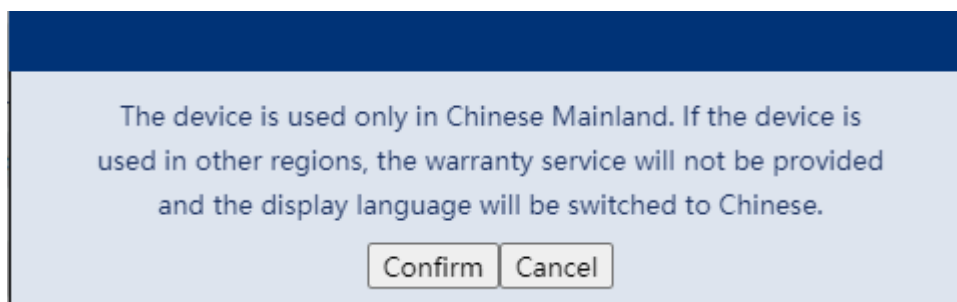 The device is used only in Chinese Mainland. If the device is
used in other regions, the warranty service will not be provided
and the display language will be switched to Chinese.
Confirm Cancel